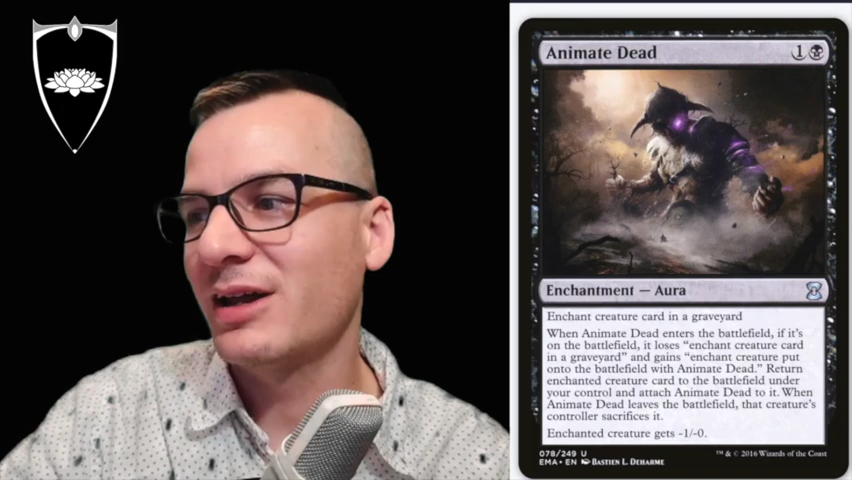 Animate Dead 1
Enchantment — Aura
Enchant creature card in a graveyard
When Animate Dead enters the battlefield, if it's
on the battlefield, it loses “enchant creature card
in a graveyard” and gains “enchant creature put
onto the battlefield with Animate Dead.” Return
enchanted creature card to the battlefield under
your control and attach Animate Dead to it. When
Animate Dead leaves the battlefield, that creature's
controller sacrifices it.
Enchanted creature gets -1/-0.
078/249 U
EMA • EN Bastien L. Deharme
™ & © 2016 Wizards of the Coast